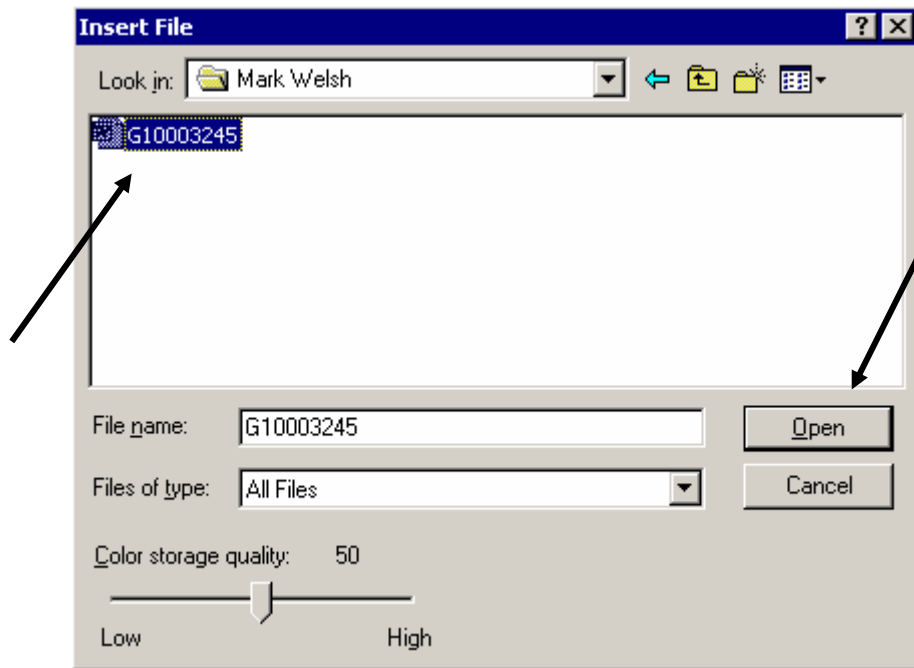 Insert File
Look in: Mark Welsh
G10003245
File name: G10003245 Open
Files of type: All Files Cancel
Color storage quality: 50
Low High